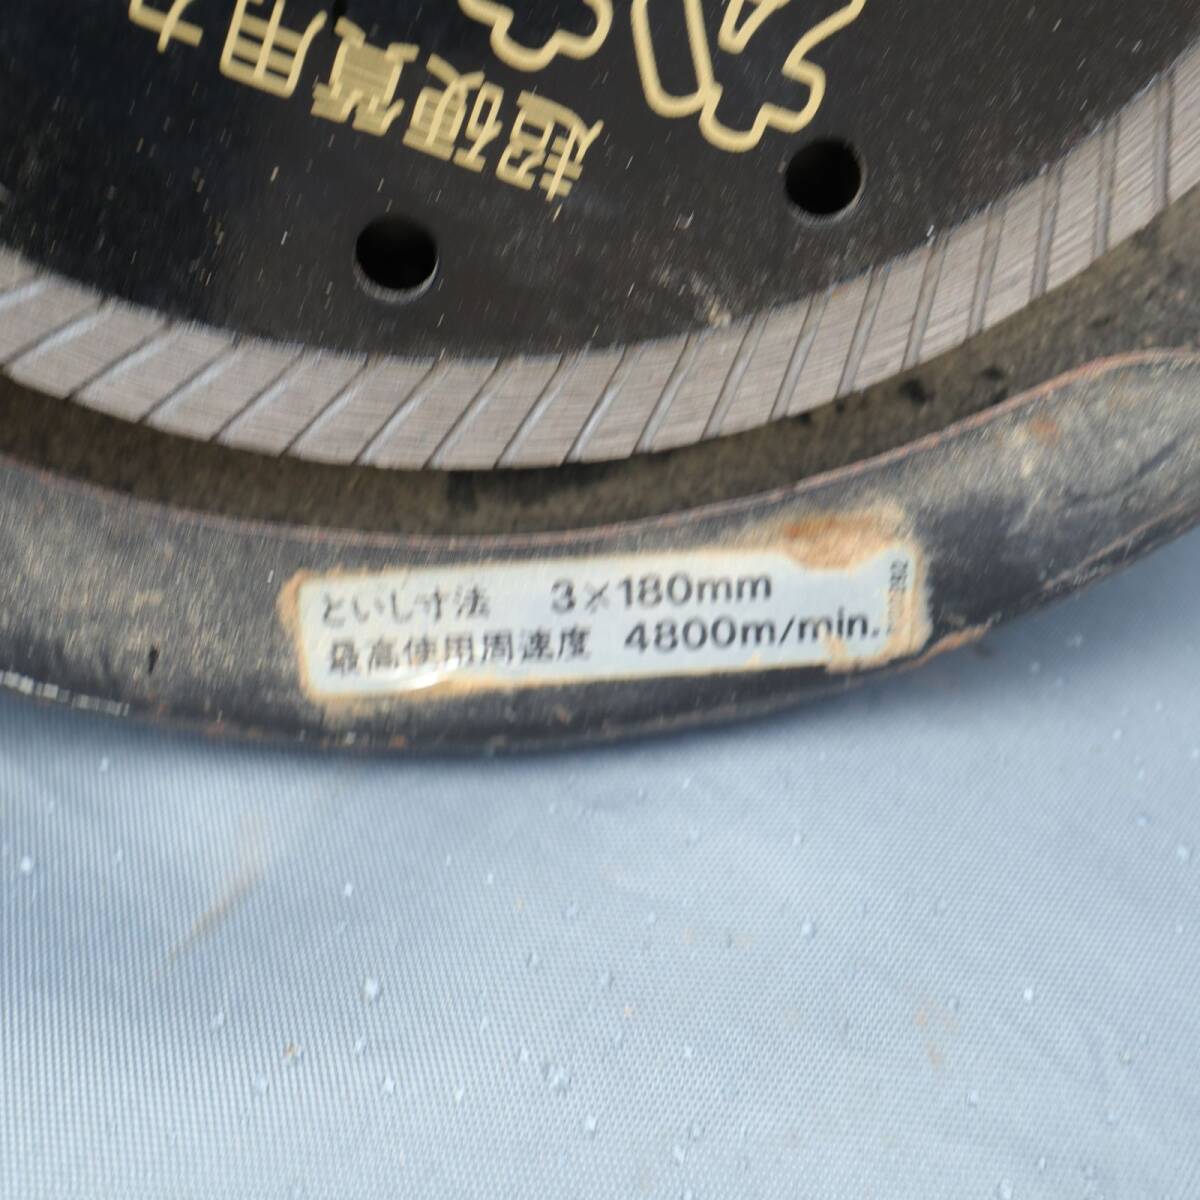 超硬質用カ
といし寸法 3×180mm
最高使用周速度 4800m/min.